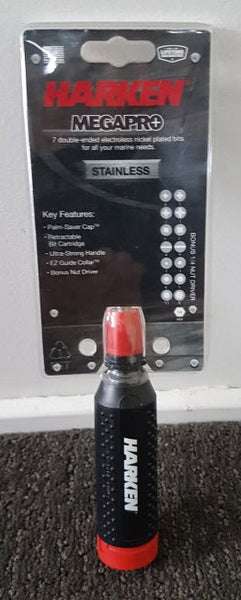 HARKEN
MEGAPRO
7 double-ended electroless nickel plated bits
for all your marine needs.
STAINLESS
Key Features:
• Palm-Saver Cap™
• Retractable
Bit Cartridge
• Ultra-Strong Handle
• EZ Guide Collar™
• Bonus Nut Driver
BONUS 1/4 NUT DRIVER
HARKEN